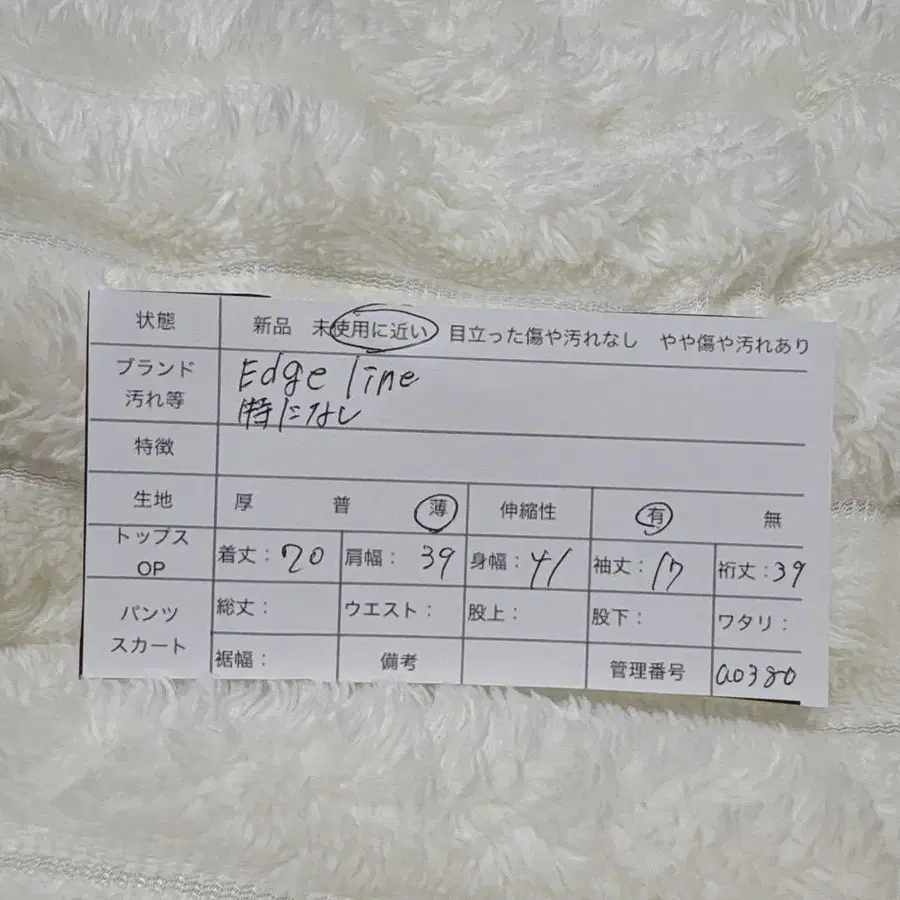 状態 新品 未使用に近い 目立った傷や汚れなし やや傷や汚れあり
ブランド Edge line
汚れ等 特になし
特徴
生地 厚 普 薄 伸縮性 有 無
トップス
OP 着丈：70 肩幅：39 身幅：41 袖丈：17 裄丈：39
パンツ 総丈： ウエスト： 股上： 股下： ワタリ：
スカート 裾幅： 備考 管理番号 a0380